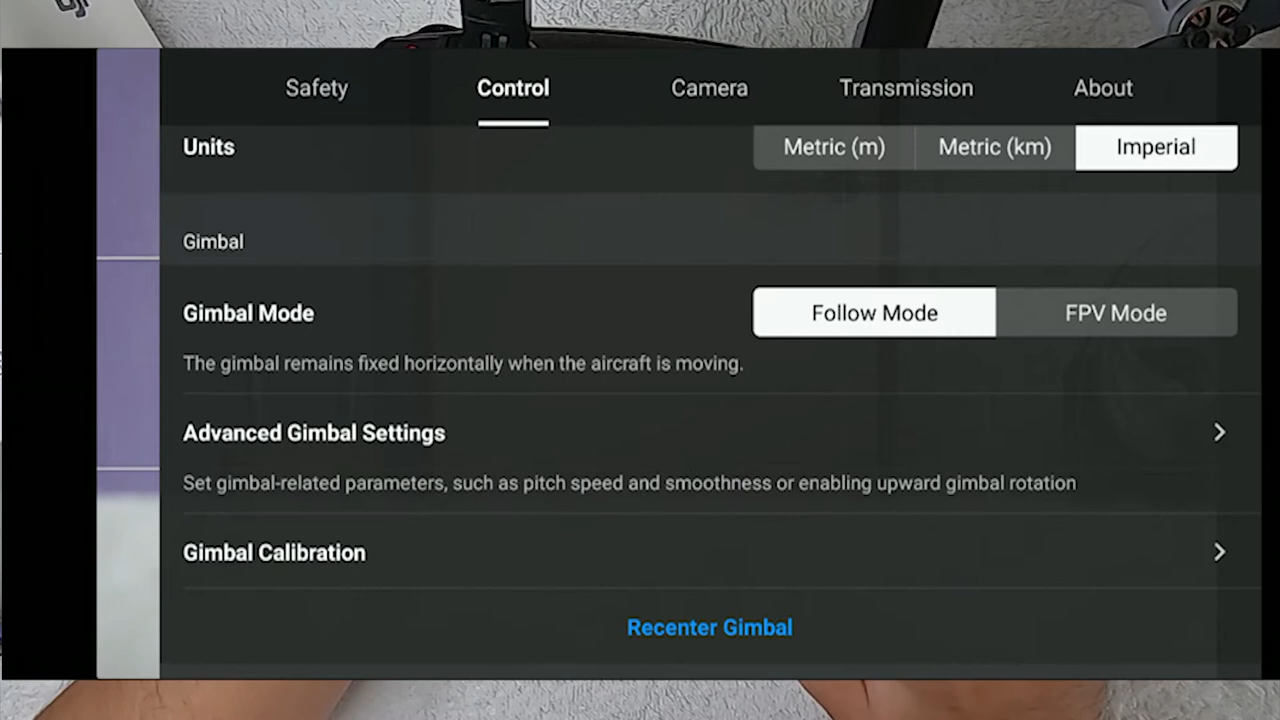 Safety Control Camera Transmission About
Units Metric (m) Metric (km) Imperial
Gimbal
Gimbal Mode Follow Mode FPV Mode
The gimbal remains fixed horizontally when the aircraft is moving.
Advanced Gimbal Settings
Set gimbal-related parameters, such as pitch speed and smoothness or enabling upward gimbal rotation
Gimbal Calibration
Recenter Gimbal